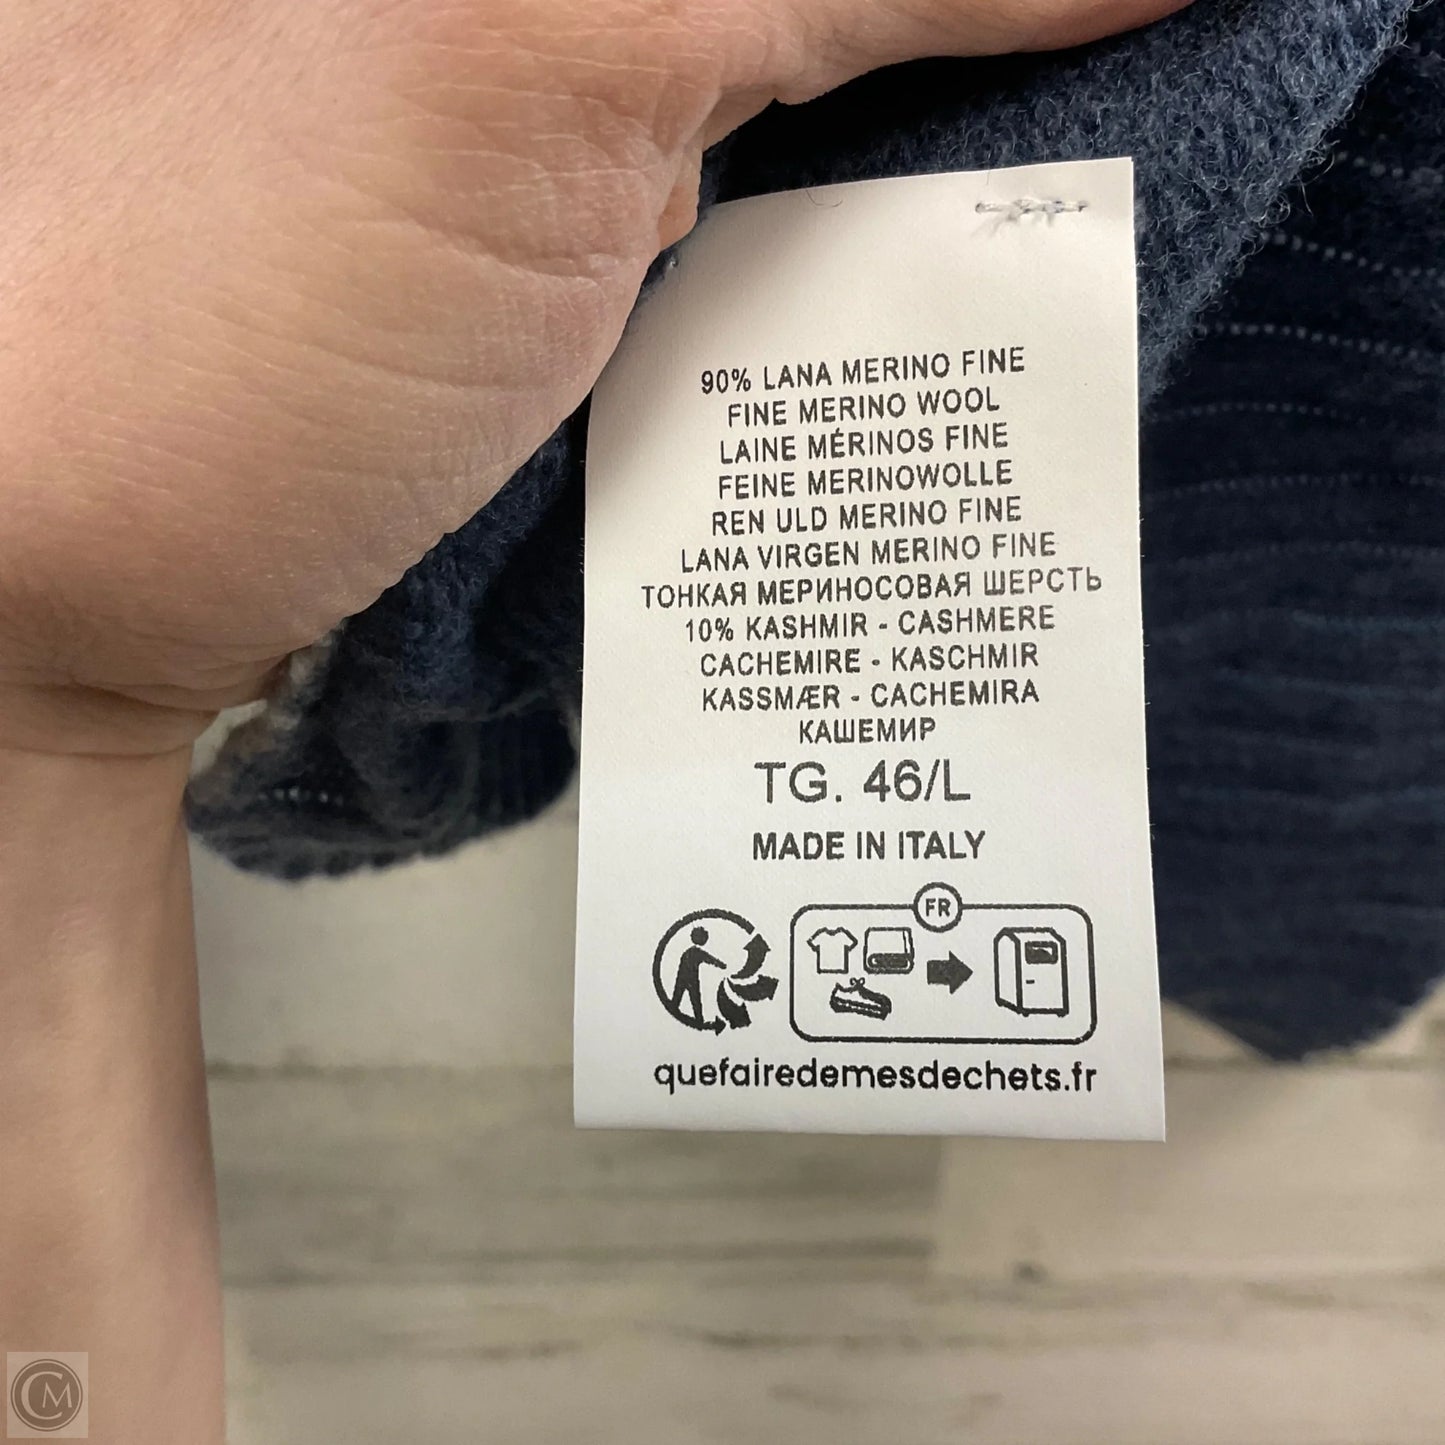 90% LANA MERINO FINE
FINE MERINO WOOL
LAINE MÉRINOS FINE
FEINE MERINOWOLLE
REN ULD MERINO FINE
LANA VIRGEN MERINO FINE
ТОНКАЯ МЕРИНОСОВАЯ ШЕРСТЬ
10% KASHMIR - CASHMERE
CACHEMIRE - KASCHMIR
KASSMÆR - CACHEMIRA
КАШЕМИР
TG. 46/L
MADE IN ITALY
FR
quefairedemesdechets.fr
CM